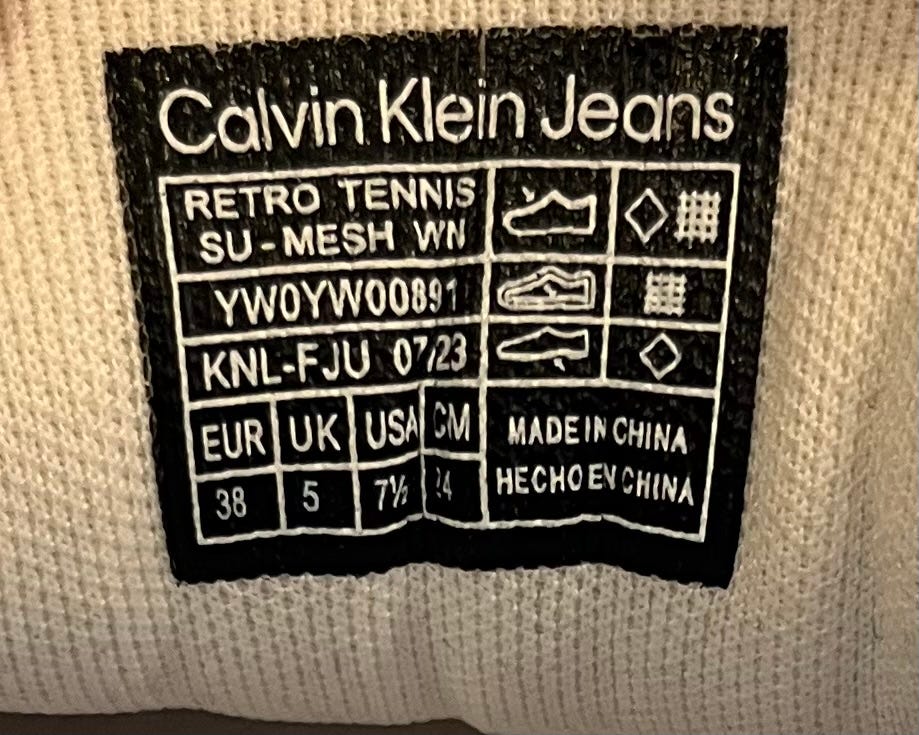 Calvin Klein Jeans
RETRO TENNIS
SU-MESH WN
YW0YW00891
KNL-FJU 07/23
EUR UK USA CM
38 5 7½ 24
MADE IN CHINA
HECHO EN CHINA